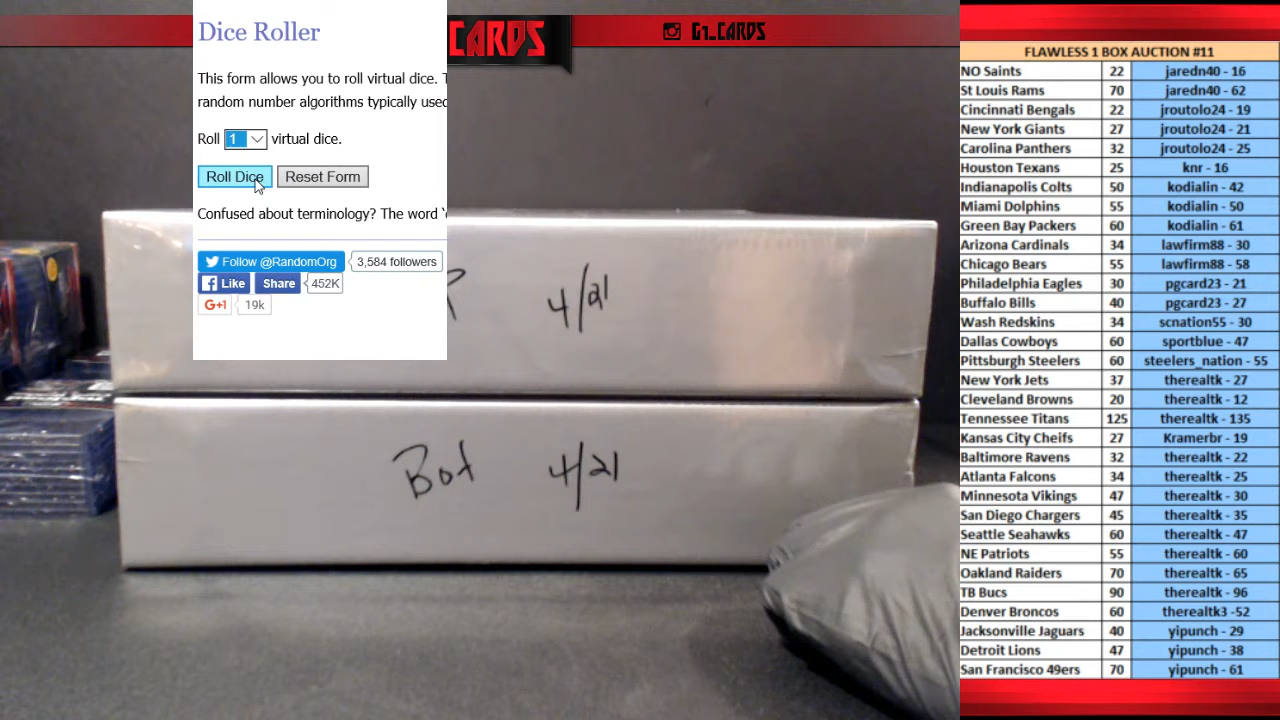 Dice Roller
This form allows you to roll virtual dice.
random number algorithms typically used
Roll 1 virtual dice.
Roll Dice Reset Form
Confused about terminology? The word
Follow @RandomOrg 3,584 followers
Like Share 452K
G+1 19k
CARDS
G1_CARDS
4/21
Bot 4/21
FLAWLESS 1 BOX AUCTION #11
NO Saints 22 jaredn40 - 16
St Louis Rams 70 jaredn40 - 62
Cincinnati Bengals 22 jroutolo24 - 19
New York Giants 27 jroutolo24 - 21
Carolina Panthers 32 jroutolo24 - 25
Houston Texans 25 knr - 16
Indianapolis Colts 50 kodialin - 42
Miami Dolphins 55 kodialin - 50
Green Bay Packers 60 kodialin - 61
Arizona Cardinals 34 lawfirm88 - 30
Chicago Bears 55 lawfirm88 - 58
Philadelphia Eagles 30 pgcard23 - 21
Buffalo Bills 40 pgcard23 - 27
Wash Redskins 34 scnation55 - 30
Dallas Cowboys 60 sportblue - 47
Pittsburgh Steelers 60 steelers_nation - 55
New York Jets 37 therealtk - 27
Cleveland Browns 20 therealtk - 12
Tennessee Titans 125 therealtk - 135
Kansas City Cheifs 27 Kramerbr - 19
Baltimore Ravens 32 therealtk - 22
Atlanta Falcons 34 therealtk - 25
Minnesota Vikings 47 therealtk - 30
San Diego Chargers 45 therealtk - 35
Seattle Seahawks 60 therealtk - 47
NE Patriots 55 therealtk - 60
Oakland Raiders 70 therealtk - 65
TB Bucs 90 therealtk - 96
Denver Broncos 60 therealtk3 -52
Jacksonville Jaguars 40 yipunch - 29
Detroit Lions 47 yipunch - 38
San Francisco 49ers 70 yipunch - 61